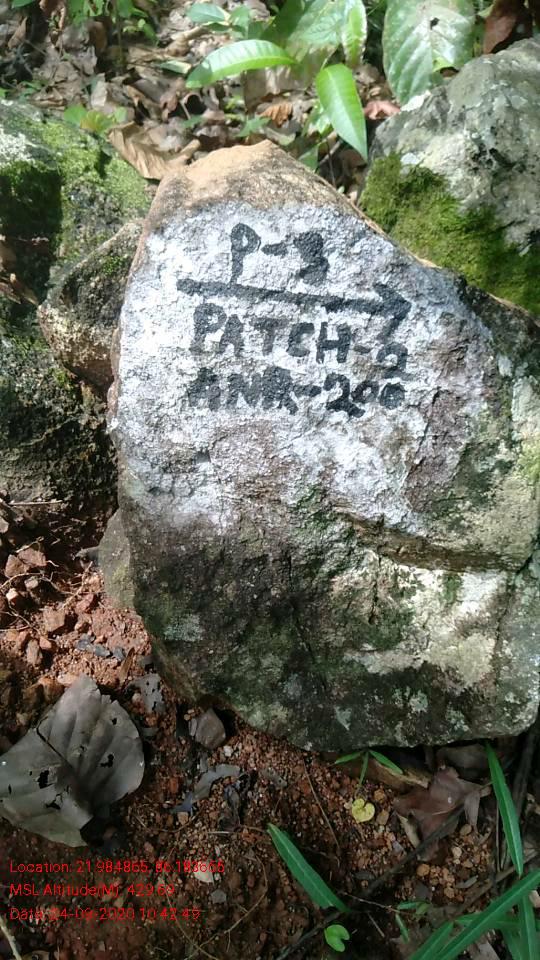 P-3
PATCH-2
ANR-200
Location: 21.984865, 86.183666
MSL Altitude(M): 429.69
Date:24-09-2020 10:42:49